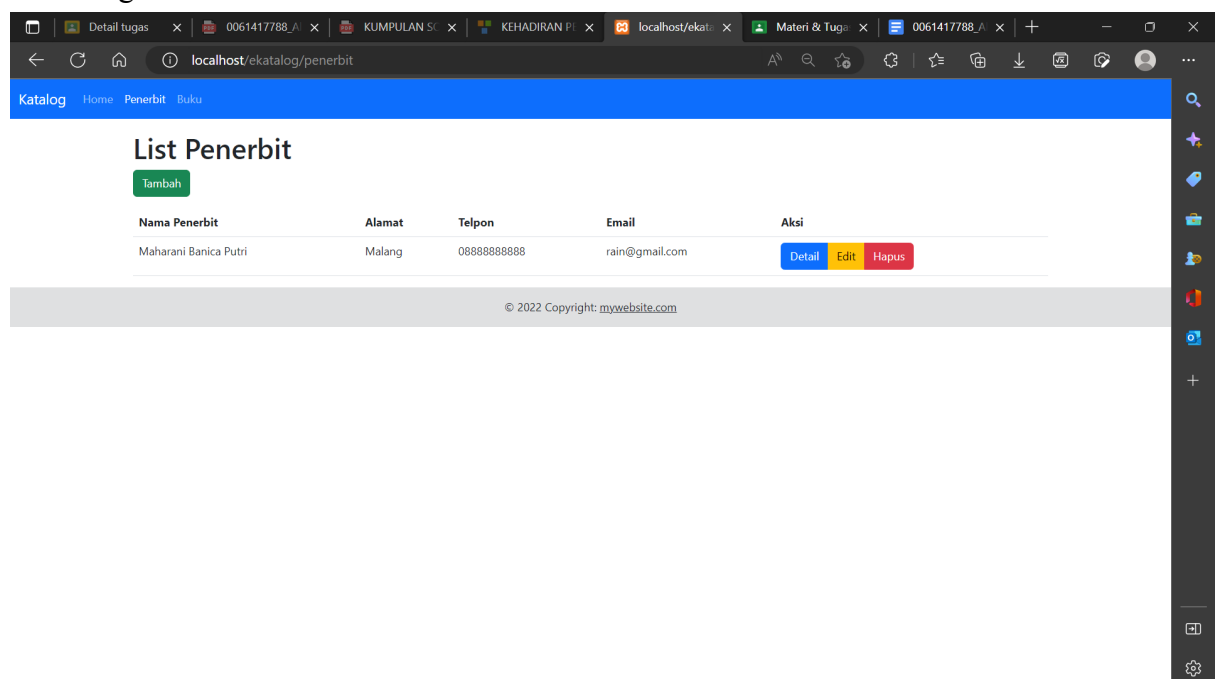 Detail tugas 0061417788_A KUMPULAN SC KEHADIRAN PE localhost/ekata Materi & Tuga 0061417788_A
localhost/ekatalog/penerbit
Katalog Home Penerbit Buku
List Penerbit
Tambah
Nama Penerbit Alamat Telpon Email Aksi
Maharani Banica Putri Malang 08888888888 rain@gmail.com Detail Edit Hapus
© 2022 Copyright: mywebsite.com